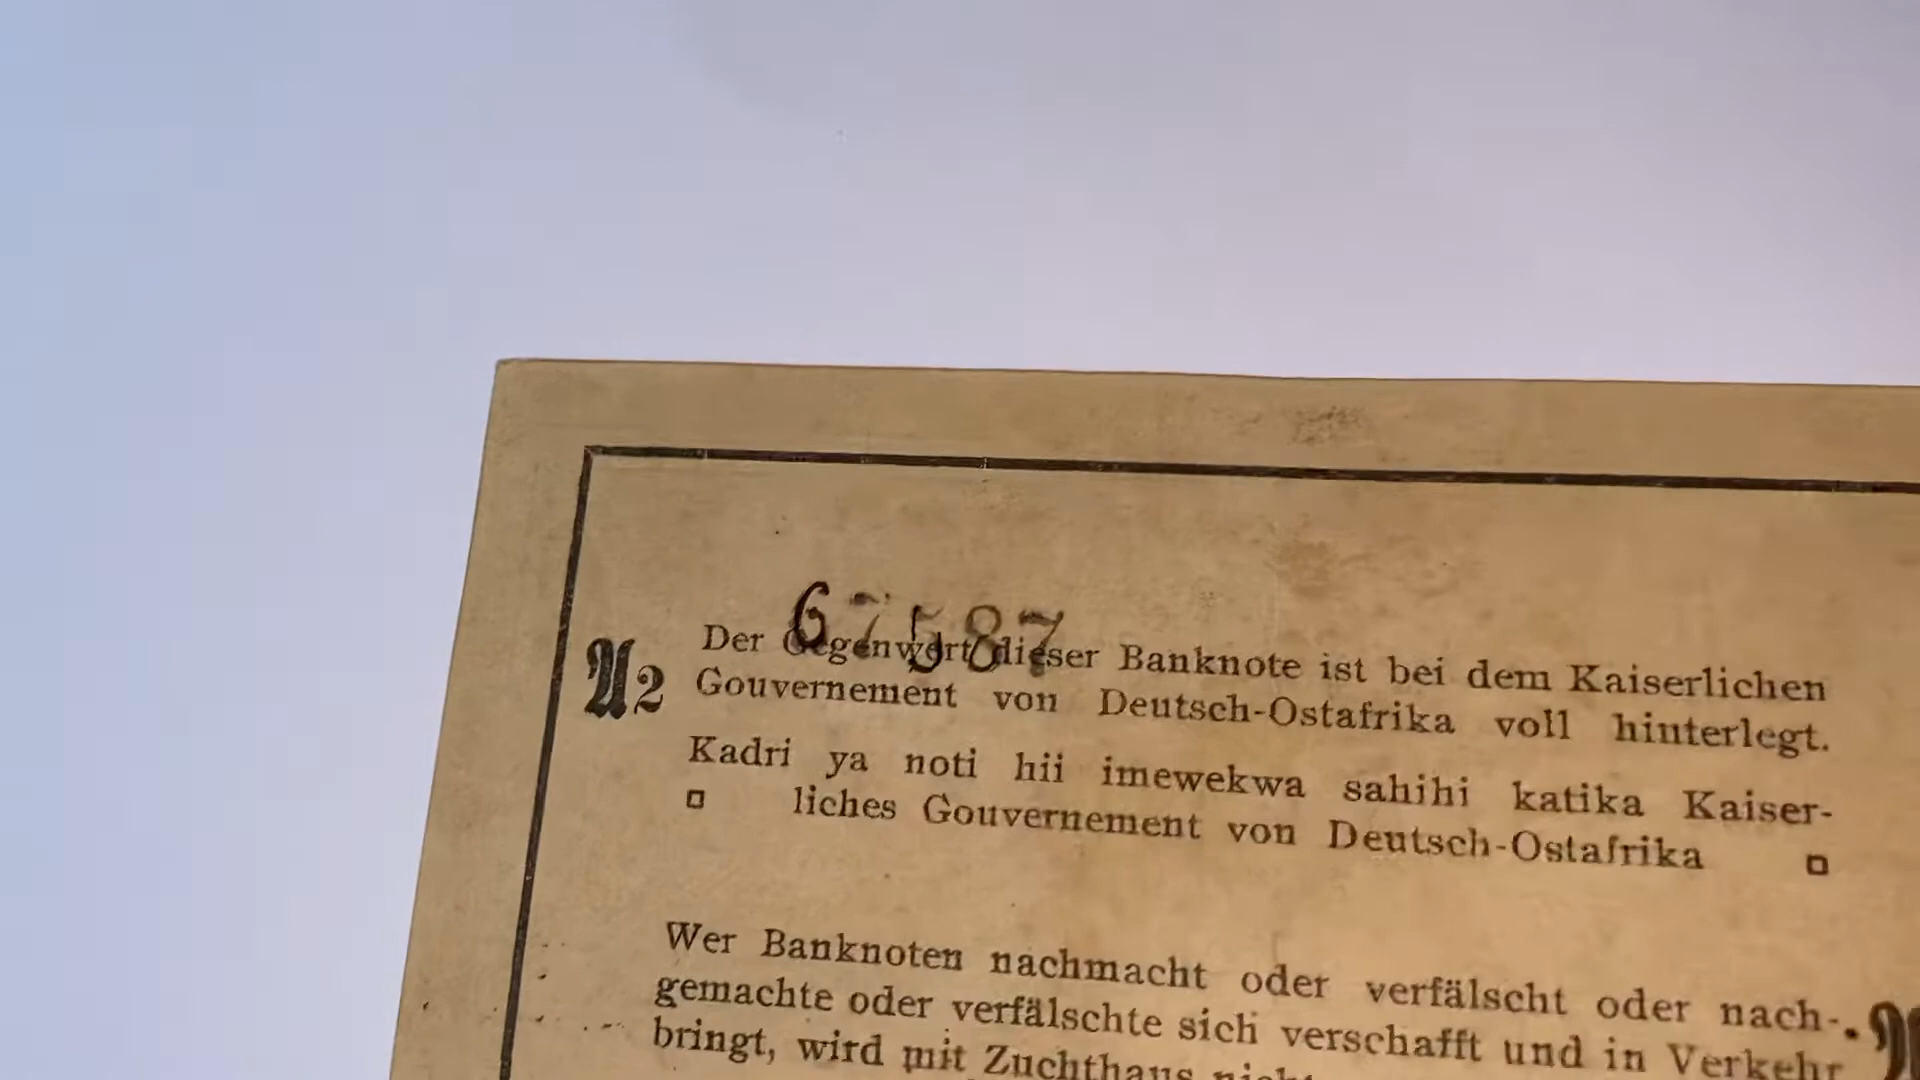 67587
Der Gegenwert dieser Banknote ist bei dem Kaiserlichen
A2
Gouvernement von Deutsch-Ostafrika voll hinterlegt.
Kadri ya noti hii imewekwa sahihi katika Kaiser-
liches Gouvernement von Deutsch-Ostafrika
Wer Banknoten nachmacht oder verfälscht oder nach-
gemachte oder verfälschte sich verschafft und in Verkehr
bringt, wird mit Zuchthaus nicht